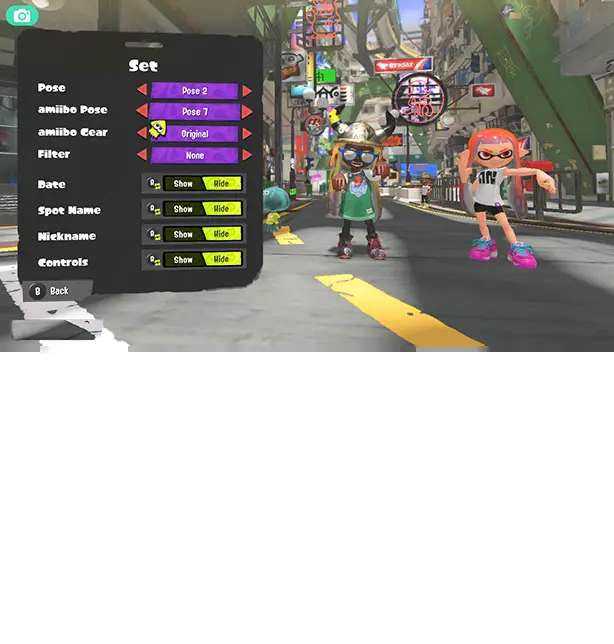 Set
Pose
Pose 2
amiibo Pose
Pose 7
amiibo Gear
Original
Filter
None
Date
Show Hide
Spot Name
Show Hide
Nickname
Show Hide
Controls
Show Hide
B Back